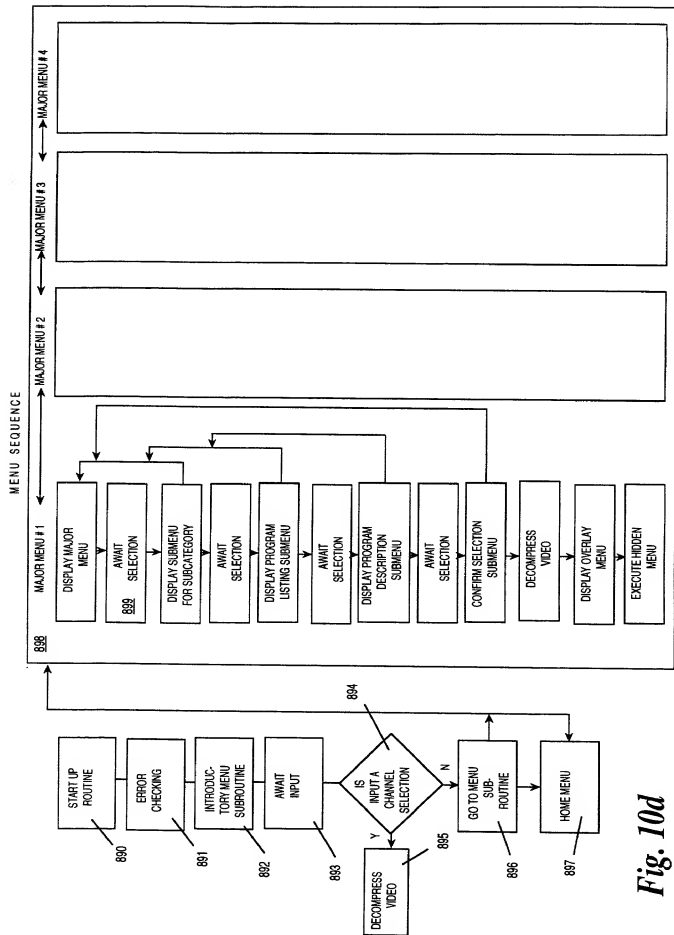 MENU SEQUENCE
898
MAJOR MENU #1
MAJOR MENU #2
MAJOR MENU #3
MAJOR MENU #4
DISPLAY MAJOR
MENU
AWAIT
SELECTION
899
DISPLAY SUBMENU
FOR SUBCATEGORY
AWAIT
SELECTION
DISPLAY PROGRAM
LISTING SUBMENU
AWAIT
SELECTION
DISPLAY PROGRAM
DESCRIPTION
SUBMENU
AWAIT
SELECTION
CONFIRM SELECTION
SUBMENU
DECOMPRESS
VIDEO
DISPLAY OVERLAY
MENU
EXECUTE HIDDEN
MENU
START UP
ROUTINE
890
ERROR
CHECKING
891
INTRODUC-
TORY MENU
SUBROUTINE
892
AWAIT
INPUT
893
IS
INPUT A
CHANNEL
SELECTION
894
Y
N
DECOMPRESS
VIDEO
895
GO TO MENU
SUB-
ROUTINE
896
HOME MENU
897
Fig. 10d